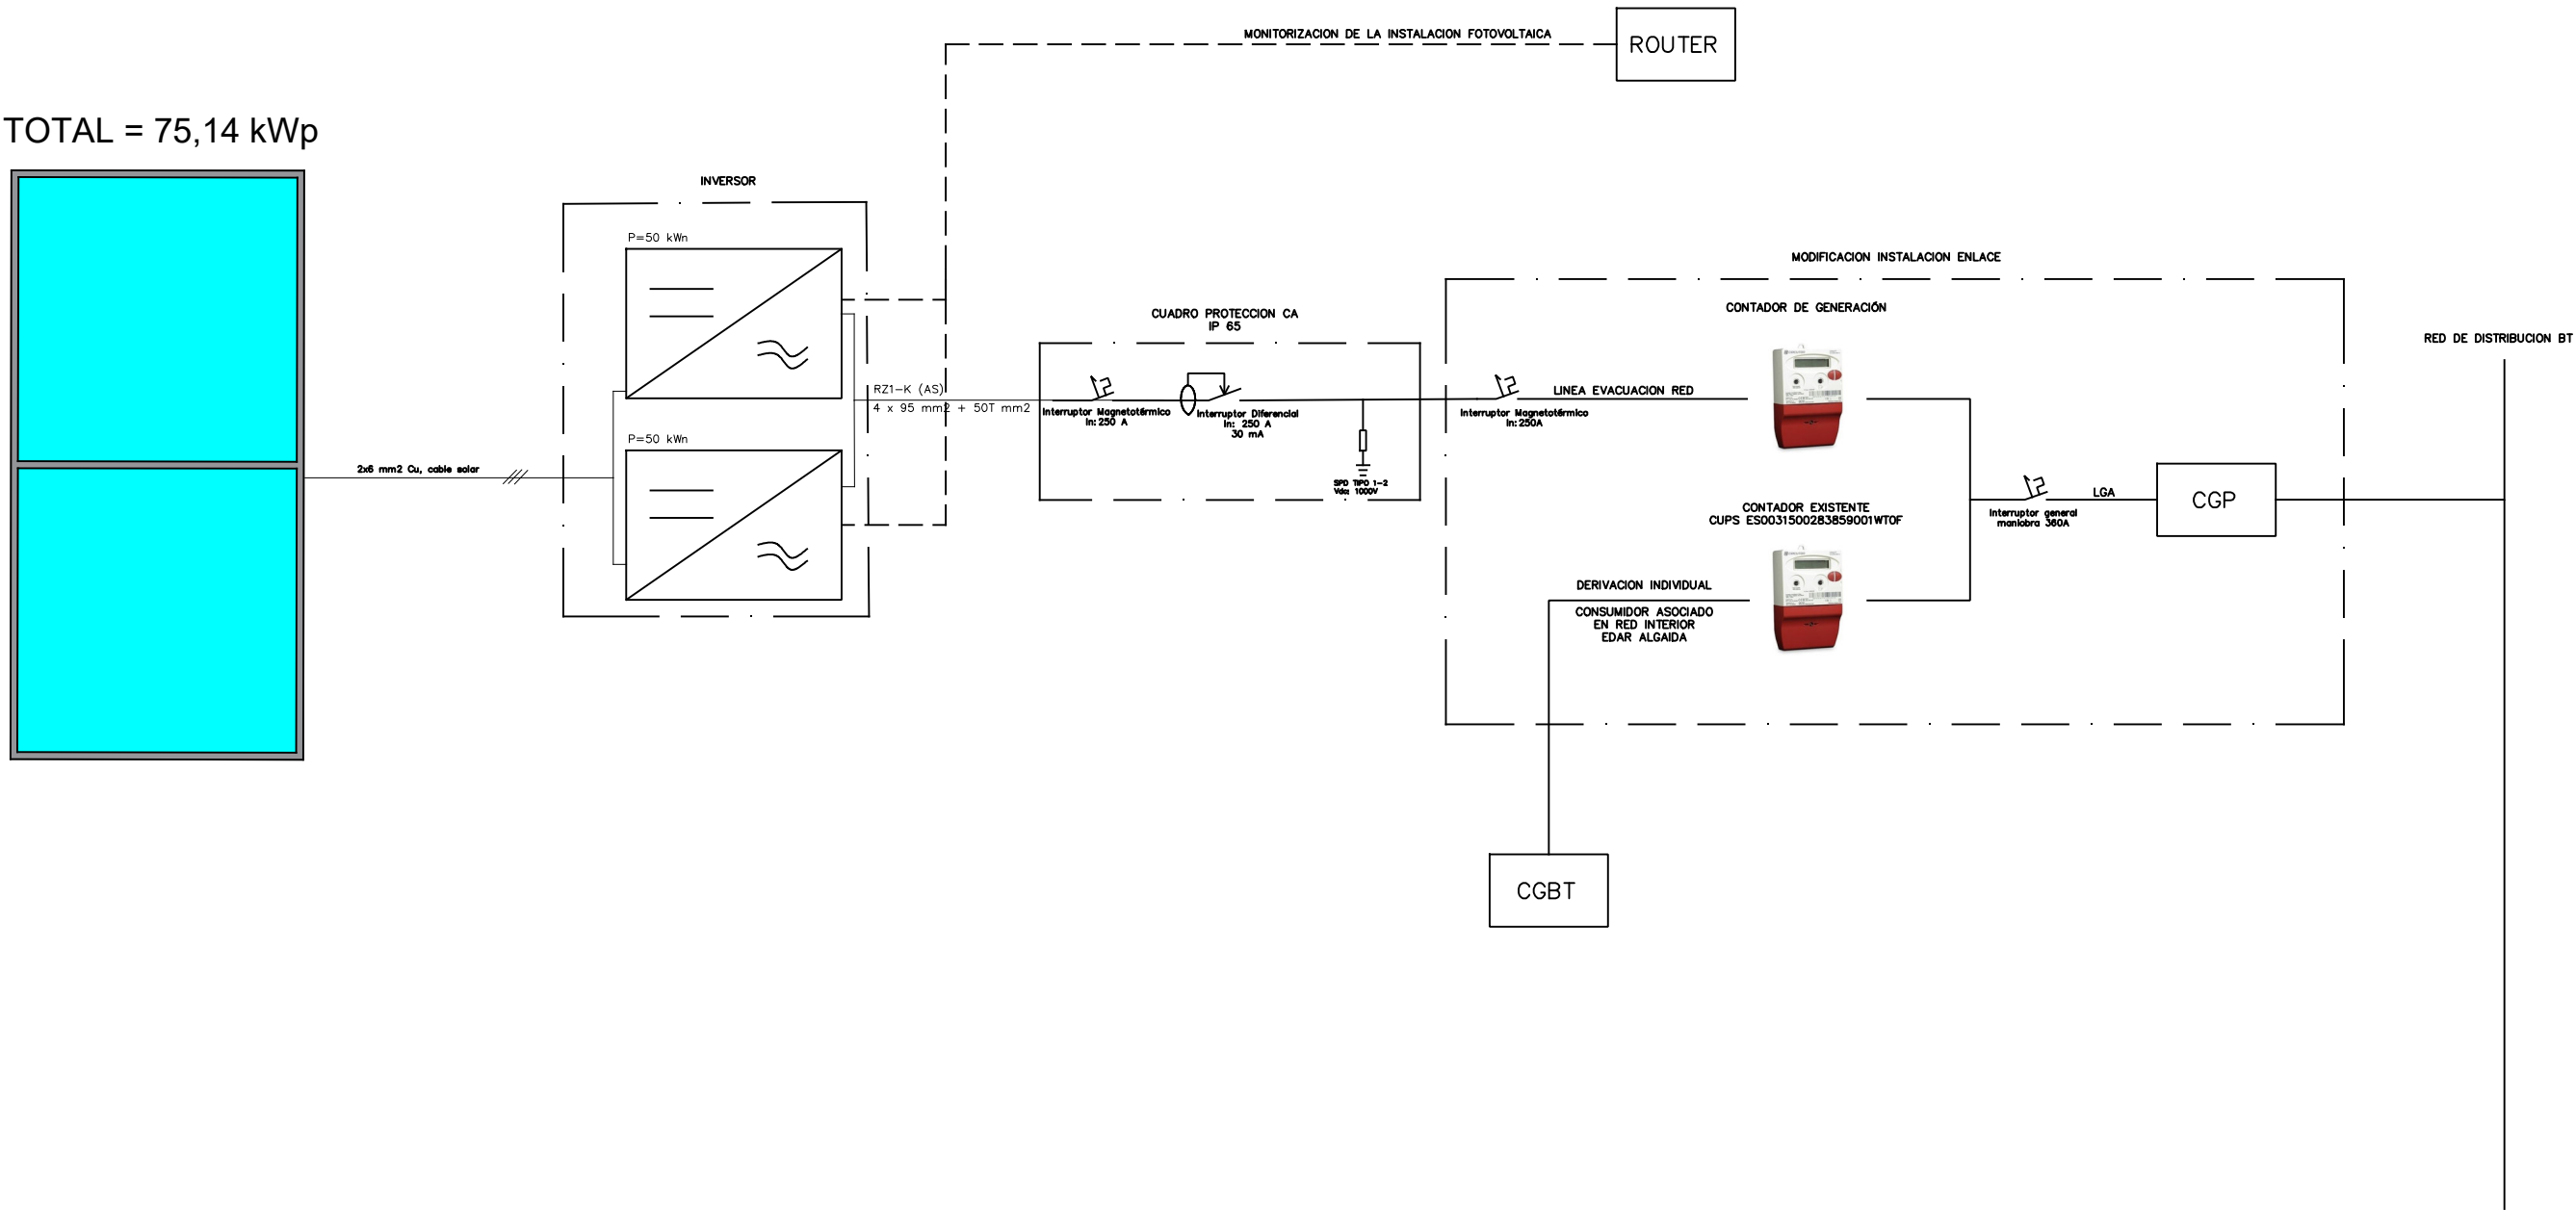 MONITORIZACION DE LA INSTALACION FOTOVOLTAICA
ROUTER
TOTAL = 75,14 kWp
INVERSOR
P=50 kWn
P=50 kWn
2x6 mm2 Cu, cable solar
RZ1-K (AS)
4 x 95 mm2 + 50T mm2
CUADRO PROTECCION CA
IP 65
Interruptor Magnetotérmico
In: 250 A
Interruptor Diferencial
In: 250 A
30 mA
SPD TIPO 1-2
Vdc: 1000V
MODIFICACION INSTALACION ENLACE
CONTADOR DE GENERACIÓN
Interruptor Magnetotérmico
In: 250A
LINEA EVACUACION RED
CONTADOR EXISTENTE
CUPS ES0031500283859001WT0F
DERIVACION INDIVIDUAL
CONSUMIDOR ASOCIADO
EN RED INTERIOR
EDAR ALGAIDA
Interruptor general
maniobra 360A
LGA
CGP
RED DE DISTRIBUCION BT
CGBT